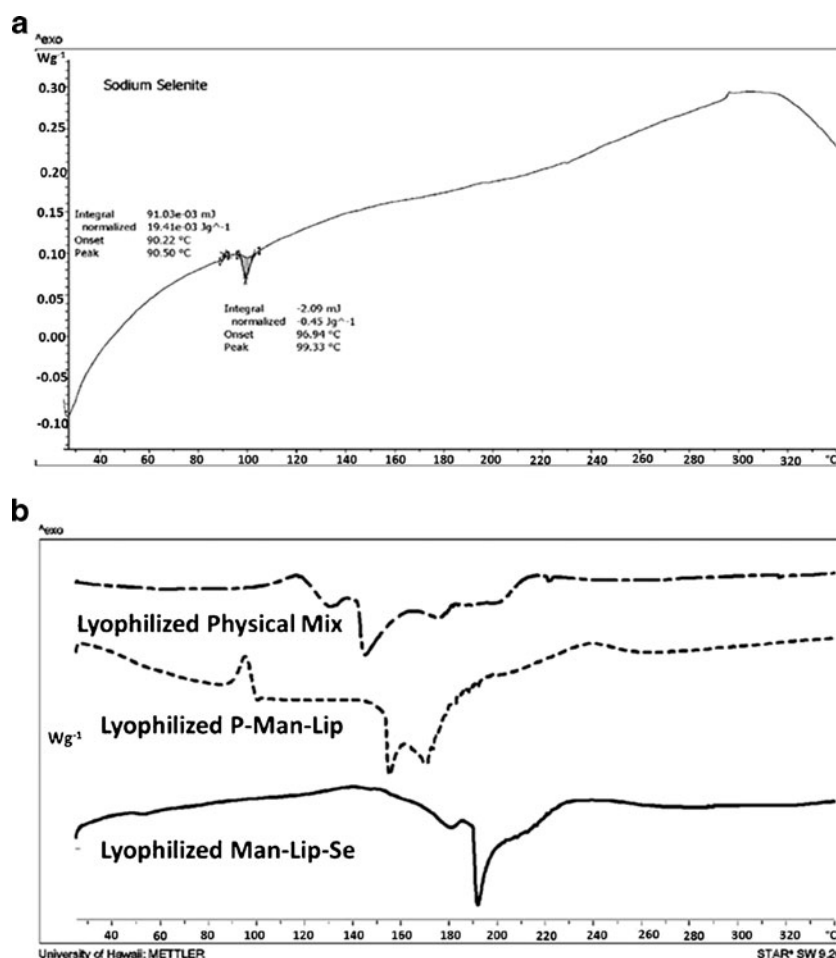 a
^exo
Wg⁻¹
Sodium Selenite
0.30
0.25
0.20
0.15
0.10
0.05
0.00
-0.05
-0.10
Integral 91.03e-03 mJ
normalized 19.41e-03 Jg^-1
Onset 90.22 °C
Peak 90.50 °C
Integral -2.09 mJ
normalized -0.45 Jg^-1
Onset 96.94 °C
Peak 99.33 °C
40 60 80 100 120 140 160 180 200 220 240 260 280 300 320 °C
b
^exo
Lyophilized Physical Mix
Lyophilized P-Man-Lip
Wg⁻¹
Lyophilized Man-Lip-Se
40 60 80 100 120 140 160 180 200 220 240 260 280 300 320 °C
University of Hawaii: METTLER STARe SW 9.20